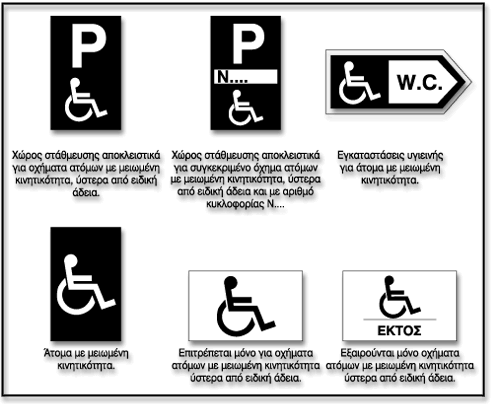 P
P
N....
W.C.
Χώρος στάθμευσης αποκλειστικά
για οχήματα ατόμων με μειωμένη
κινητικότητα, ύστερα από ειδική
άδεια.
Χώρος στάθμευσης αποκλειστικά
για συγκεκριμένο όχημα ατόμων
με μειωμένη κινητικότητα, ύστερα
από ειδική άδεια και με αριθμό
κυκλοφορίας Ν....
Εγκαταστάσεις υγιεινής
για άτομα με μειωμένη
κινητικότητα.
ΕΚΤΟΣ
Άτομα με μειωμένη
κινητικότητα.
Επιτρέπεται μόνο για οχήματα
ατόμων με μειωμένη κινητικότητα
ύστερα από ειδική άδεια.
Εξαιρούνται μόνο οχήματα
ατόμων με μειωμένη κινητικότητα
ύστερα από ειδική άδεια.